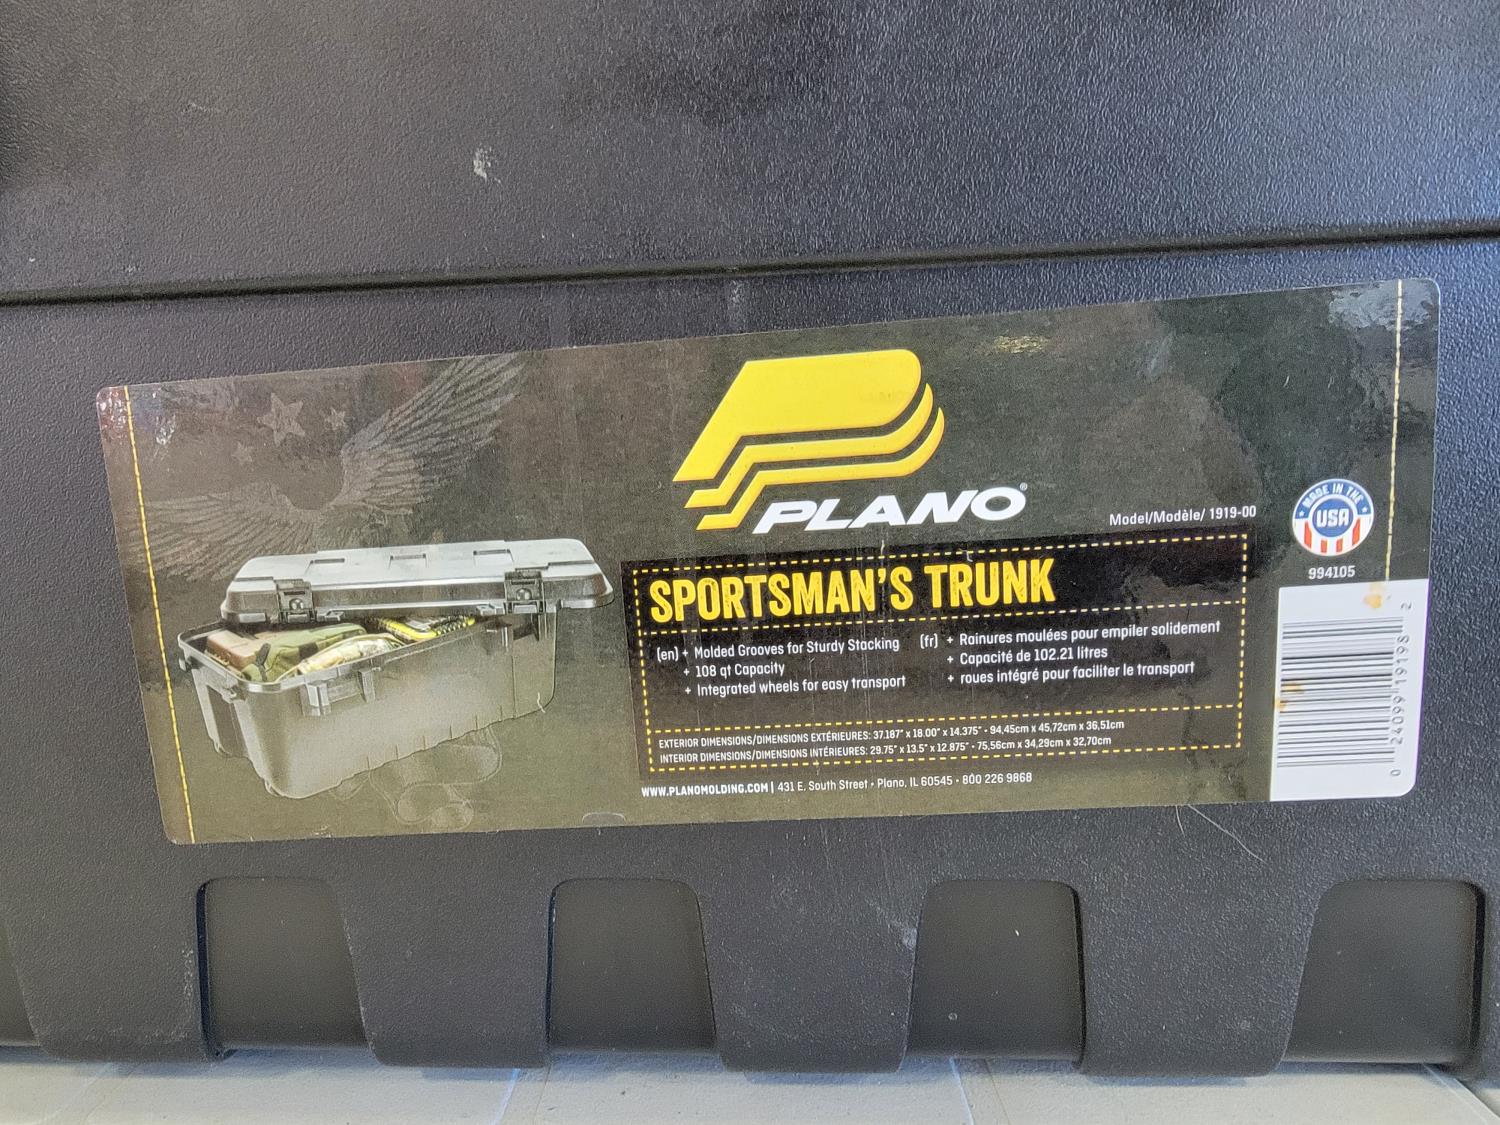 PLANO®
Model/Modèle/ 1919-00
MADE IN THE
USA
994105
SPORTSMAN'S TRUNK
(en) + Molded Grooves for Sturdy Stacking
+ 108 qt Capacity
+ Integrated wheels for easy transport
(fr) + Rainures moulées pour empiler solidement
+ Capacité de 102.21 litres
+ roues intégré pour faciliter le transport
EXTERIOR DIMENSIONS/DIMENSIONS EXTÉRIEURES: 37.187" x 18.00" x 14.375" - 94,45cm x 45,72cm x 36,51cm
INTERIOR DIMENSIONS/DIMENSIONS INTÉRIEURES: 29.75" x 13.5" x 12.875" - 75,56cm x 34,29cm x 32,70cm
WWW.PLANOMOLDING.COM | 431 E. South Street • Plano, IL 60545 • 800 226 9868
0 24099 19198 2